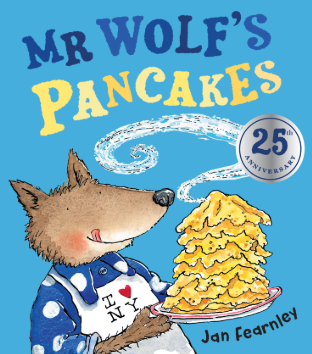 MR WOLF'S
PANCAKES
25th
ANNIVERSARY
I ♥
NY
Jan Fearnley